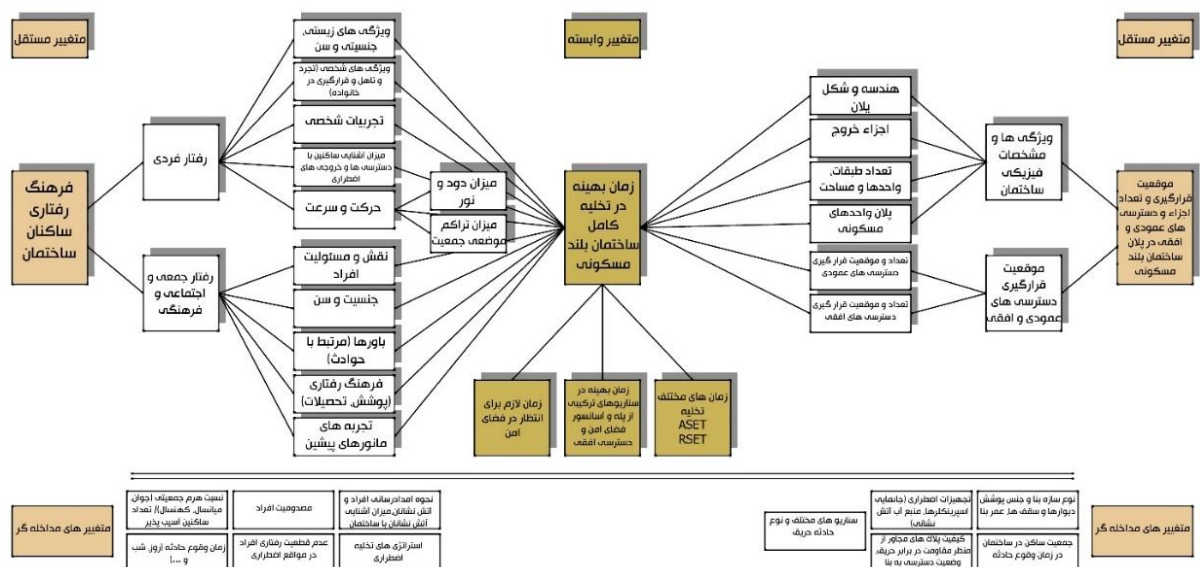 متغییر مستقل
متغییر وابسته
متغییر مستقل
موقعیت
قرارگیری و تعداد
اجزاء و دسترسی
های عمودی و
افقی در پلان
ساختمان بلند
مسکونی
ویژگی ها و
مشخصات
فیزیکی
ساختمان
موقعیت
قرارگیری
دسترسی های
عمودی و افقی
هندسه و شکل
پلان
اجزاء خروج
تعداد طبقات،
واحدها و مساحت
پلان واحدهای
مسکونی
تعداد و موقعیت قرار گیری
دسترسی های عمودی
تعداد و موقعیت قرار گیری
دسترسی های افقی
زمان بهینه
در تخلیه
کامل
ساختمان بلند
مسکونی
زمان های مختلف
تخلیه
ASET
RSET
زمان بهینه در
سناریوهای ترکیبی
از پله و آسانسور
فضای امن و
دسترسی افقی
زمان لازم برای
انتظار در فضای
امن
ویژگی های زیستی،
جنسیتی و سن
ویژگی های شخصی (تجرد
و تاهل و قرارگیری در
خانواده)
تجربیات شخصی
میزان آشنایی ساکنین با
دسترسی ها و خروجی های
اضطراری
حرکت و سرعت
میزان دود و
نور
میزان تراکم
موضعی جمعیت
نقش و مسئولیت
افراد
جنسیت و سن
باورها (مرتبط با
حوادث)
فرهنگ رفتاری
(پوشش، تحصیلات)
تجربه های
مانورهای پیشین
رفتار فردی
رفتار جمعی و
اجتماعی و
فرهنگی
فرهنگ
رفتاری
ساکنان
ساختمان
متغییر های مداخله گر
نوع سازه بنا و جنس پوشش
دیوارها و سقف ها، عمر بنا
تجهیزات اضطراری (جانمایی
اسپرینکلرها، منبع آب آتش
نشانی)
سناریو های مختلف و نوع
حادثه حریق
جمعیت ساکن در ساختمان
در زمان وقوع حادثه
کیفیت پلاک های مجاور از
منظر مقاومت در برابر حریق،
وضعیت دسترسی به بنا
نحوه امدادرسانی افراد و
آتش نشانان،میزان آشنایی
آتش نشانان با ساختمان
مصدومیت افراد
نسبت هرم جمعیتی (جوان،
میانسال، کهنسال)/ تعداد
ساکنین آسیب پذیر
استراتژی های تخلیه
اضطراری
عدم قطعیت رفتاری افراد
در مواقع اضطراری
زمان وقوع حادثه (روز، شب
و ...)
متغییر های مداخله گر